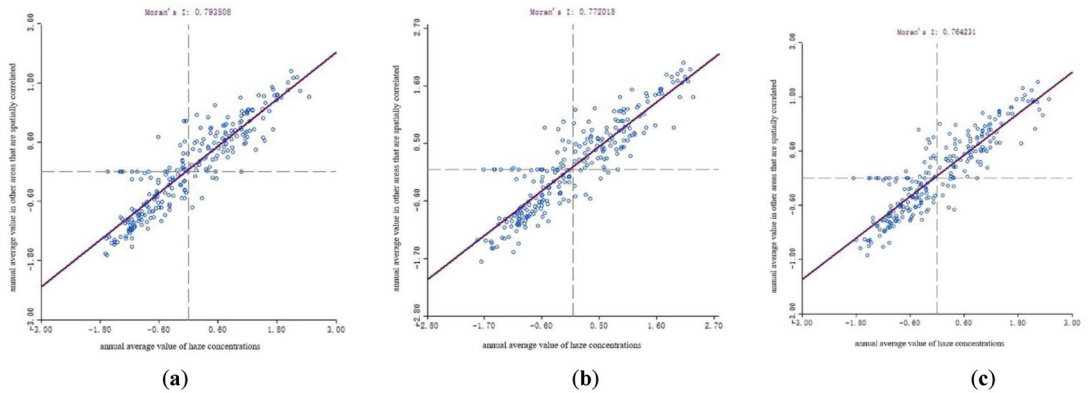 Moran's I: 0.793508
3.00
1.80
0.60
-0.60
-1.80
-3.00
annual average value in other areas that are spatially correlated
-3.00 -1.80 -0.60 0.60 1.80 3.00
annual average value of haze concentrations
(a)
Moran's I: 0.772018
2.70
1.60
0.50
-0.60
-1.70
-2.80
annual average value in other areas that are spatially correlated
-2.80 -1.70 -0.60 0.50 1.60 2.70
annual average value of haze concentrations
(b)
Moran's I: 0.764231
3.00
1.80
0.60
-0.60
-1.80
-3.00
annual average value in other areas that are spatially correlated
-3.00 -1.80 -0.60 0.60 1.80 3.00
annual average value of haze concentrations
(c)